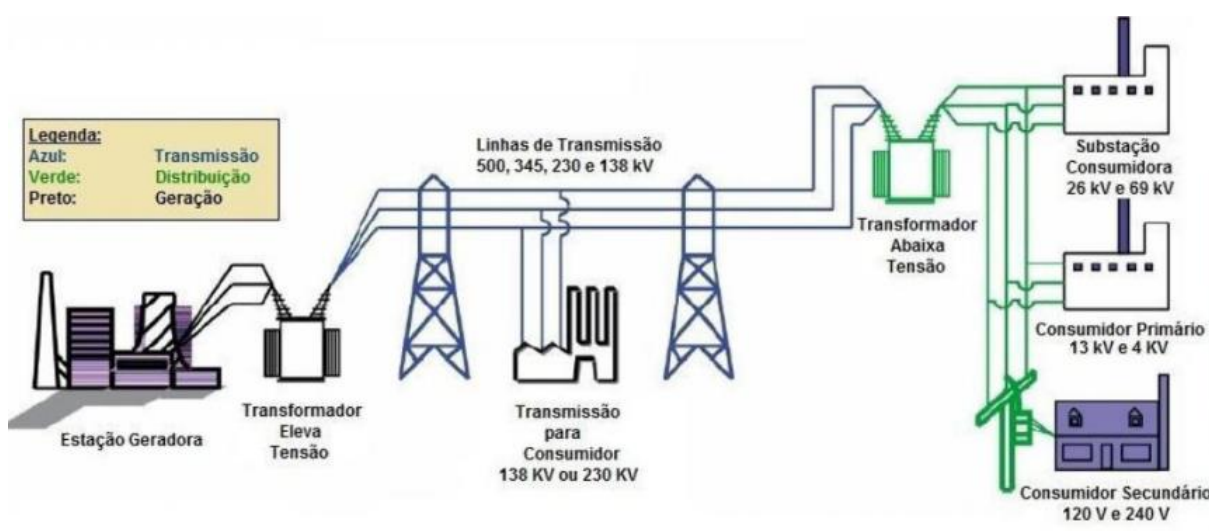 Legenda:
Azul: Transmissão
Verde: Distribuição
Preto: Geração
Estação Geradora
Transformador
Eleva
Tensão
Linhas de Transmissão
500, 345, 230 e 138 kV
Transmissão
para
Consumidor
138 KV ou 230 KV
Transformador
Abaixa
Tensão
Substação
Consumidora
26 kV e 69 kV
Consumidor Primário
13 kV e 4 KV
Consumidor Secundário
120 V e 240 V